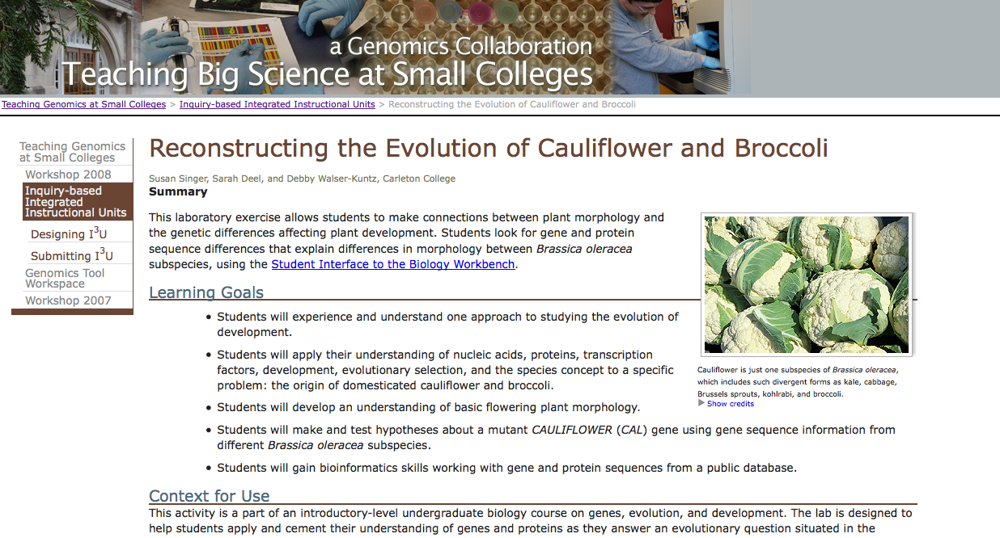 a Genomics Collaboration
Teaching Big Science at Small Colleges
Teaching Genomics at Small Colleges > Inquiry-based Integrated Instructional Units > Reconstructing the Evolution of Cauliflower and Broccoli
Teaching Genomics
at Small Colleges
Workshop 2008
Inquiry-based
Integrated
Instructional Units
Designing I3U
Submitting I3U
Genomics Tool
Workspace
Workshop 2007
Reconstructing the Evolution of Cauliflower and Broccoli
Susan Singer, Sarah Deel, and Debby Walser-Kuntz, Carleton College
Summary
This laboratory exercise allows students to make connections between plant morphology and
the genetic differences affecting plant development. Students look for gene and protein
sequence differences that explain differences in morphology between Brassica oleracea
subspecies, using the Student Interface to the Biology Workbench.
Learning Goals
• Students will experience and understand one approach to studying the evolution of
development.
• Students will apply their understanding of nucleic acids, proteins, transcription
factors, development, evolutionary selection, and the species concept to a specific
problem: the origin of domesticated cauliflower and broccoli.
• Students will develop an understanding of basic flowering plant morphology.
• Students will make and test hypotheses about a mutant CAULIFLOWER (CAL) gene using gene sequence information from
different Brassica oleracea subspecies.
• Students will gain bioinformatics skills working with gene and protein sequences from a public database.
Cauliflower is just one subspecies of Brassica oleracea,
which includes such divergent forms as kale, cabbage,
Brussels sprouts, kohlrabi, and broccoli.
Show credits
Context for Use
This activity is a part of an introductory-level undergraduate biology course on genes, evolution, and development. The lab is designed to
help students apply and cement their understanding of genes and proteins as they answer an evolutionary question situated in the